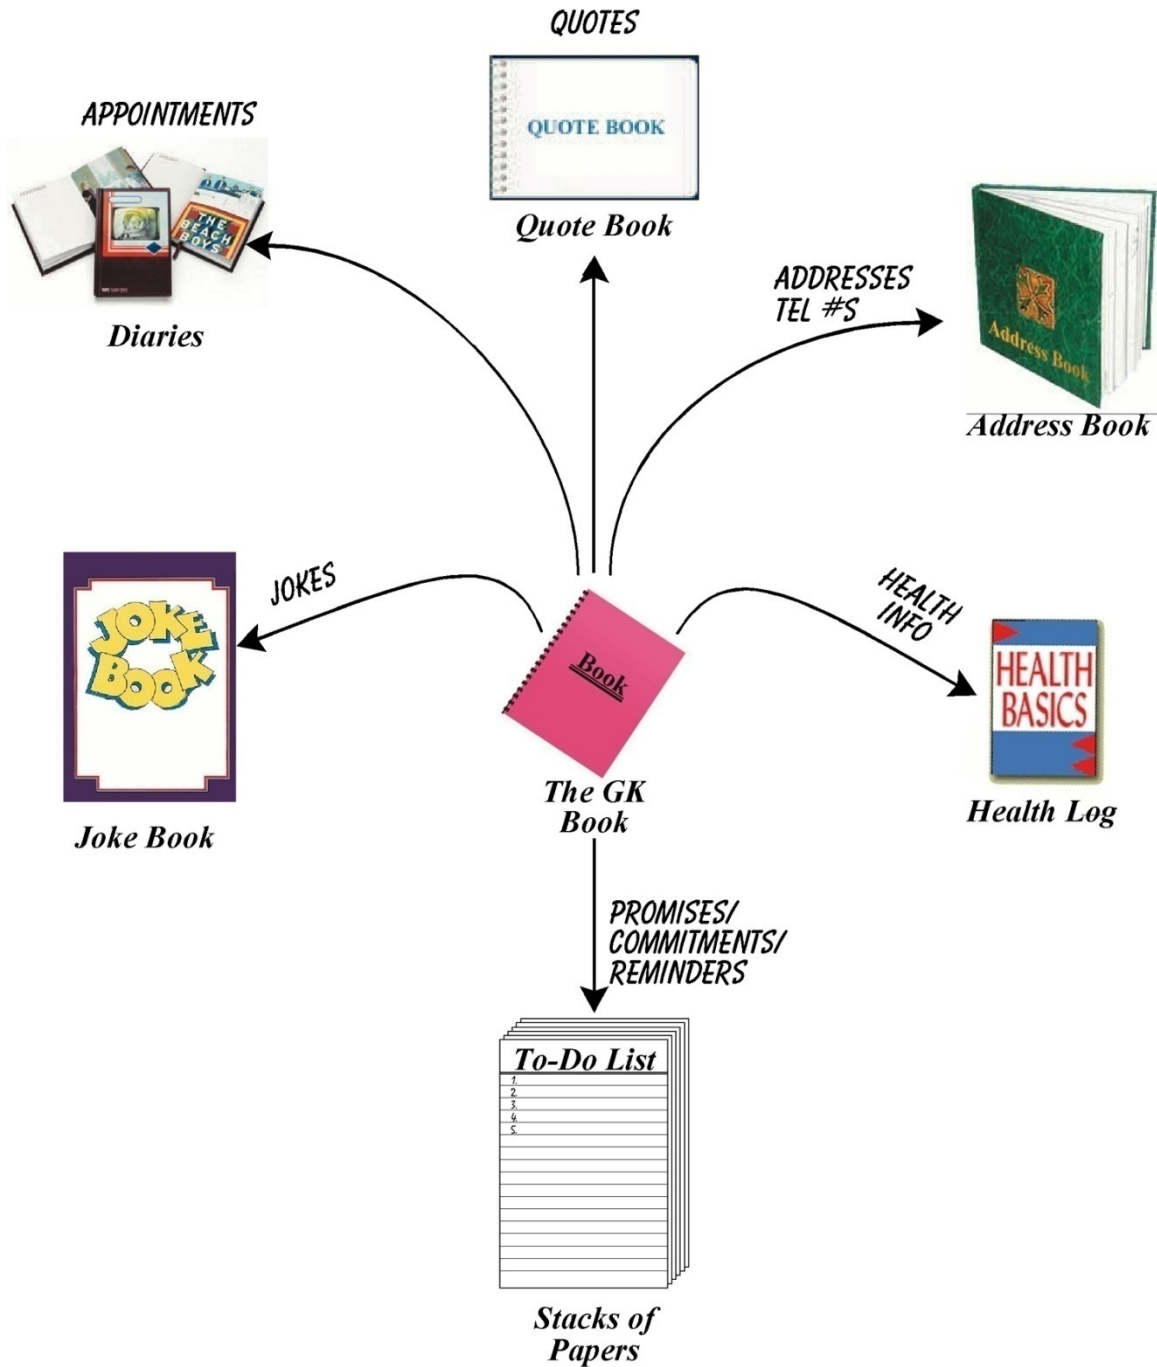 QUOTES
QUOTE BOOK
Quote Book
APPOINTMENTS
THE
BEACH
BOYS
Diaries
ADDRESSES
TEL #S
Address Book
Address Book
JOKES
JOKE
BOOK
Joke Book
HEALTH
INFO
HEALTH
BASICS
Health Log
Book
The GK
Book
PROMISES/
COMMITMENTS/
REMINDERS
To-Do List
1.
2.
3.
4.
5.
Stacks of
Papers